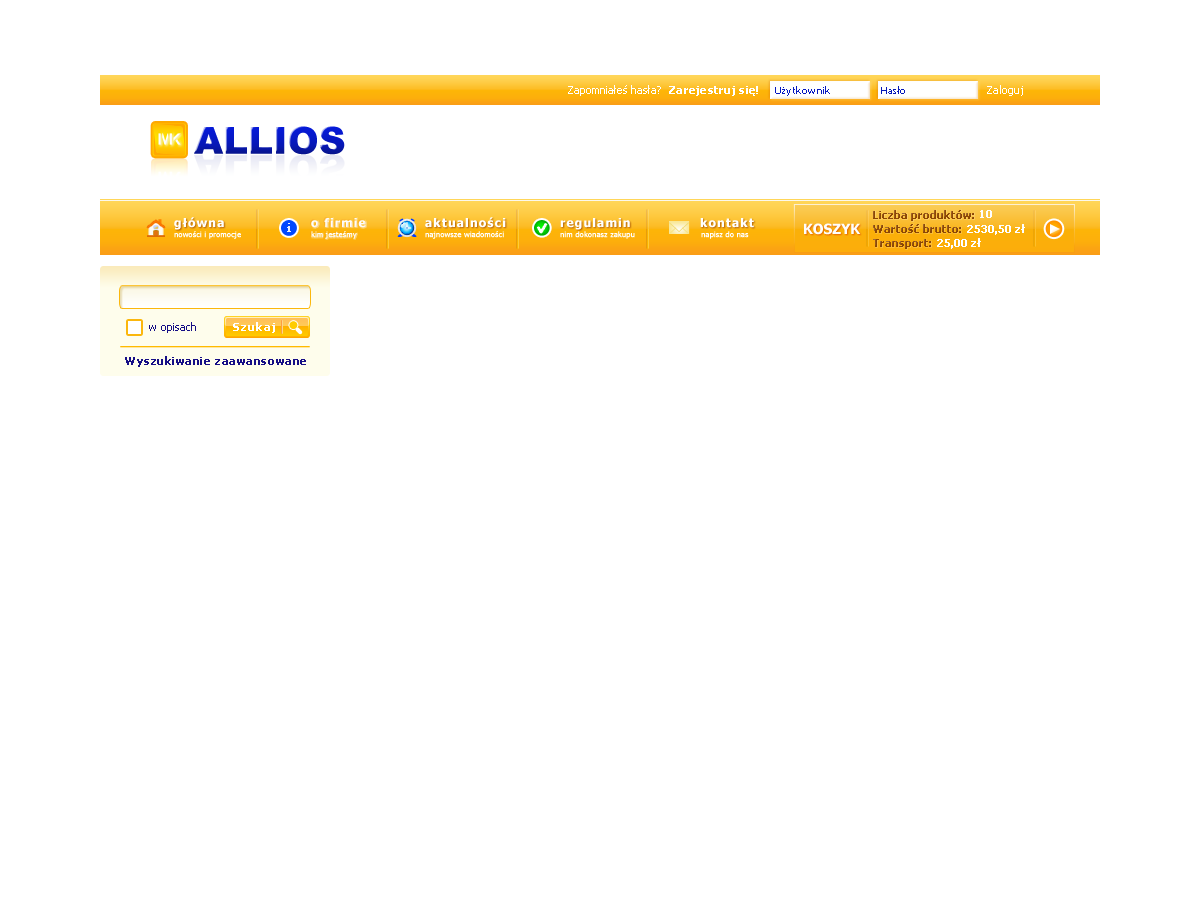 Zapomniałeś hasła? Zarejestruj się! Użytkownik Hasło Zaloguj
MK ALLIOS
główna
nowości i promocje
o firmie
kim jesteśmy
aktualności
najnowsze wiadomości
regulamin
nim dokonasz zakupu
kontakt
napisz do nas
KOSZYK
Liczba produktów: 10
Wartość brutto: 2530,50 zł
Transport: 25,00 zł
w opisach
Szukaj
Wyszukiwanie zaawansowane